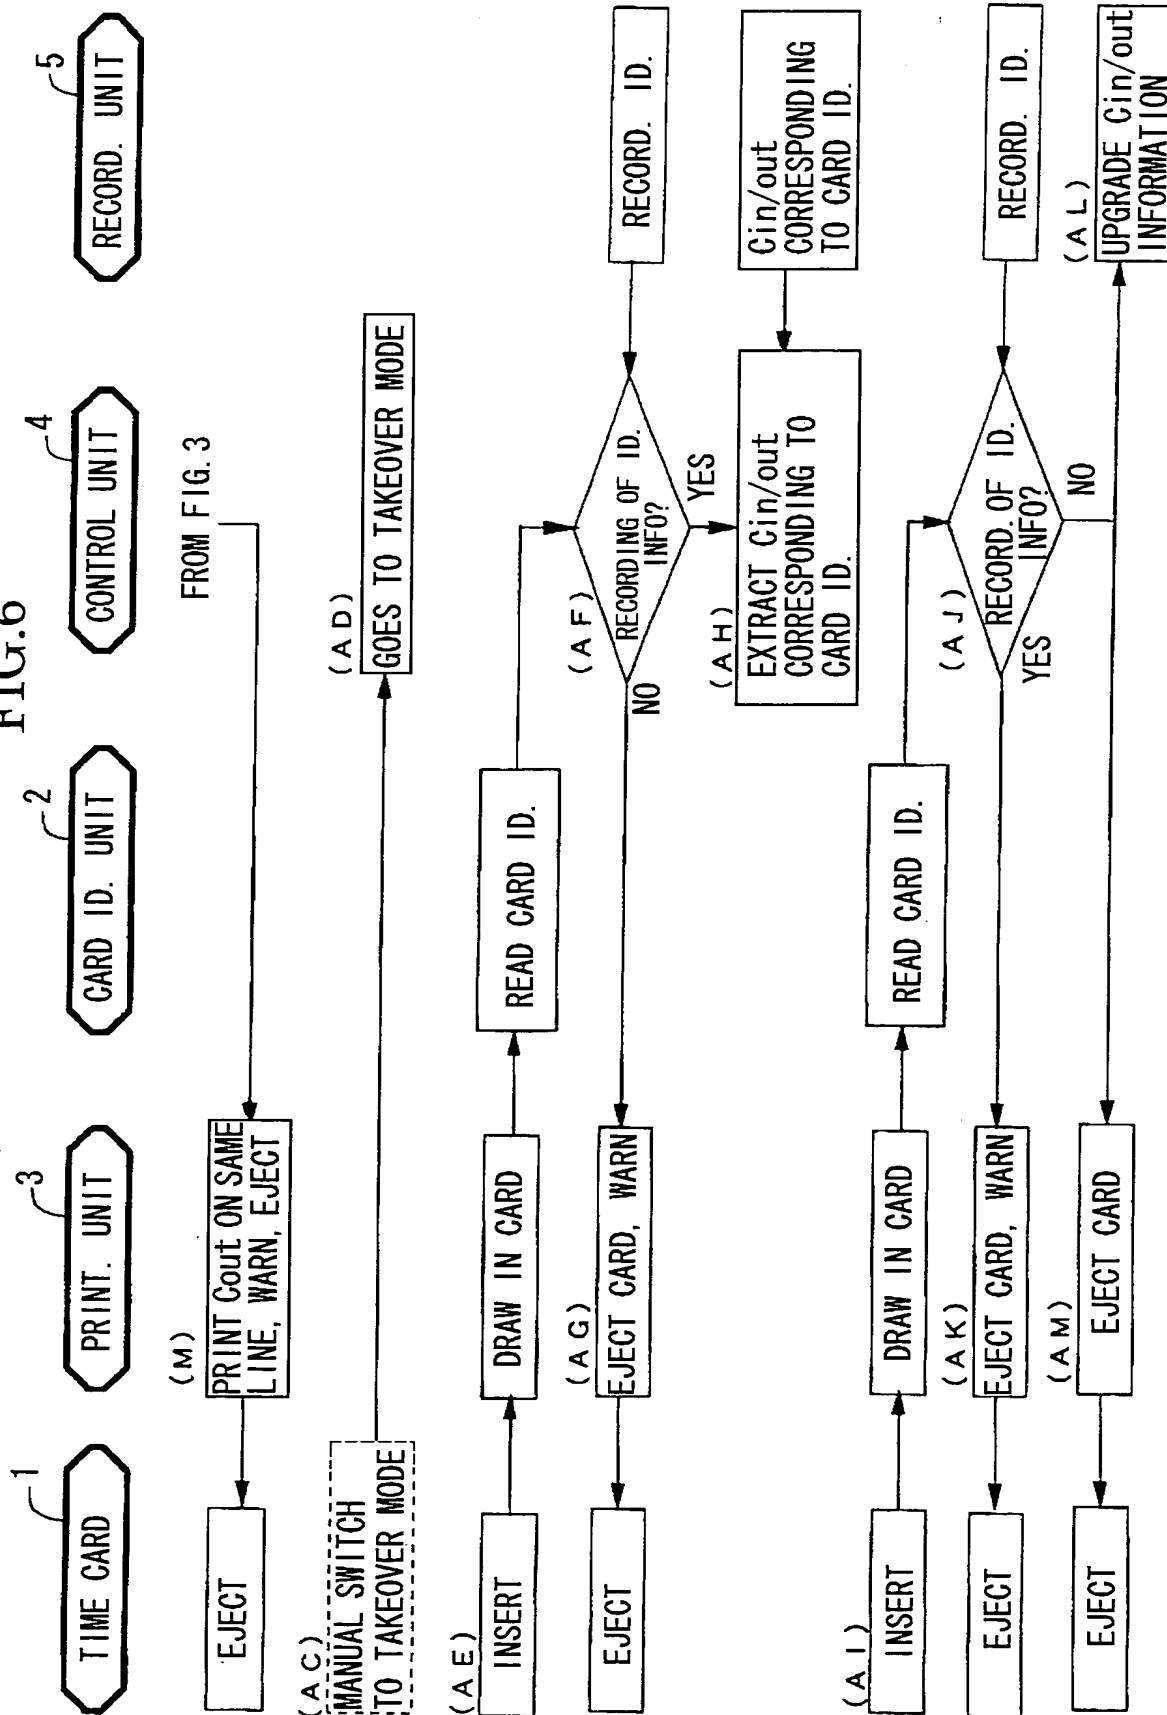 FIG.6
1
TIME CARD
3
PRINT. UNIT
2
CARD ID. UNIT
4
CONTROL UNIT
5
RECORD. UNIT
FROM FIG.3
(M)
PRINT Cout ON SAME
LINE, WARN, EJECT
EJECT
(AC)
MANUAL SWITCH
TO TAKEOVER MODE
(AD)
GOES TO TAKEOVER MODE
(AE)
INSERT
DRAW IN CARD
READ CARD ID.
(AF)
RECORDING OF ID.
INFO?
RECORD. ID.
NO
YES
(AG)
EJECT CARD, WARN
EJECT
(AH)
EXTRACT Cin/out
CORRESPONDING TO
CARD ID.
Cin/out
CORRESPONDING
TO CARD ID.
(AI)
INSERT
DRAW IN CARD
READ CARD ID.
(AJ)
RECORD. OF ID.
INFO?
RECORD. ID.
YES
NO
(AK)
EJECT CARD, WARN
EJECT
(AL)
UPGRADE Cin/out
INFORMATION
(AM)
EJECT CARD
EJECT